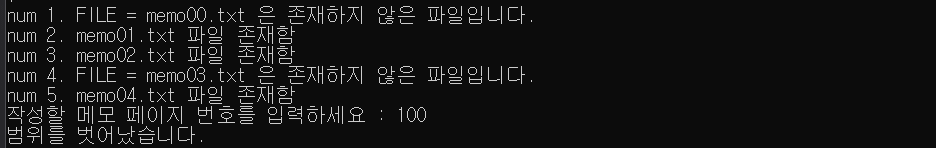 num 1. FILE = memo00.txt 은 존재하지 않은 파일입니다.
num 2. memo01.txt 파일 존재함
num 3. memo02.txt 파일 존재함
num 4. FILE = memo03.txt 은 존재하지 않은 파일입니다.
num 5. memo04.txt 파일 존재함
작성할 메모 페이지 번호를 입력하세요 : 100
범위를 벗어났습니다.